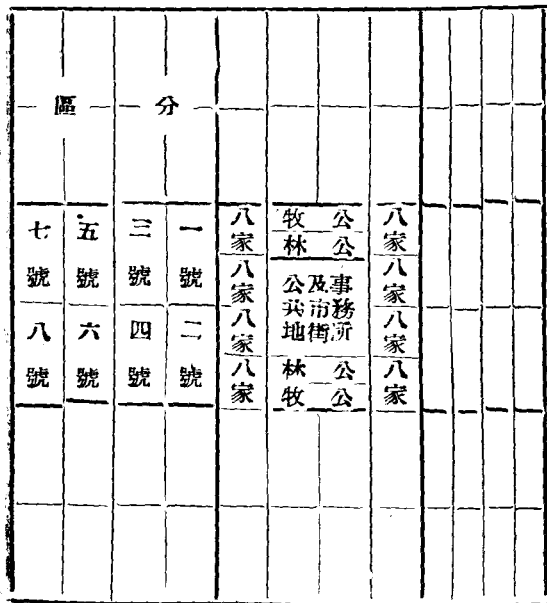 分區
八家
八家
八家
八家
公牧
公林
事務所
及市街
公共地
公林
公牧
八家
八家
八家
八家
一號
二號
三號
四號
五號
六號
七號
八號